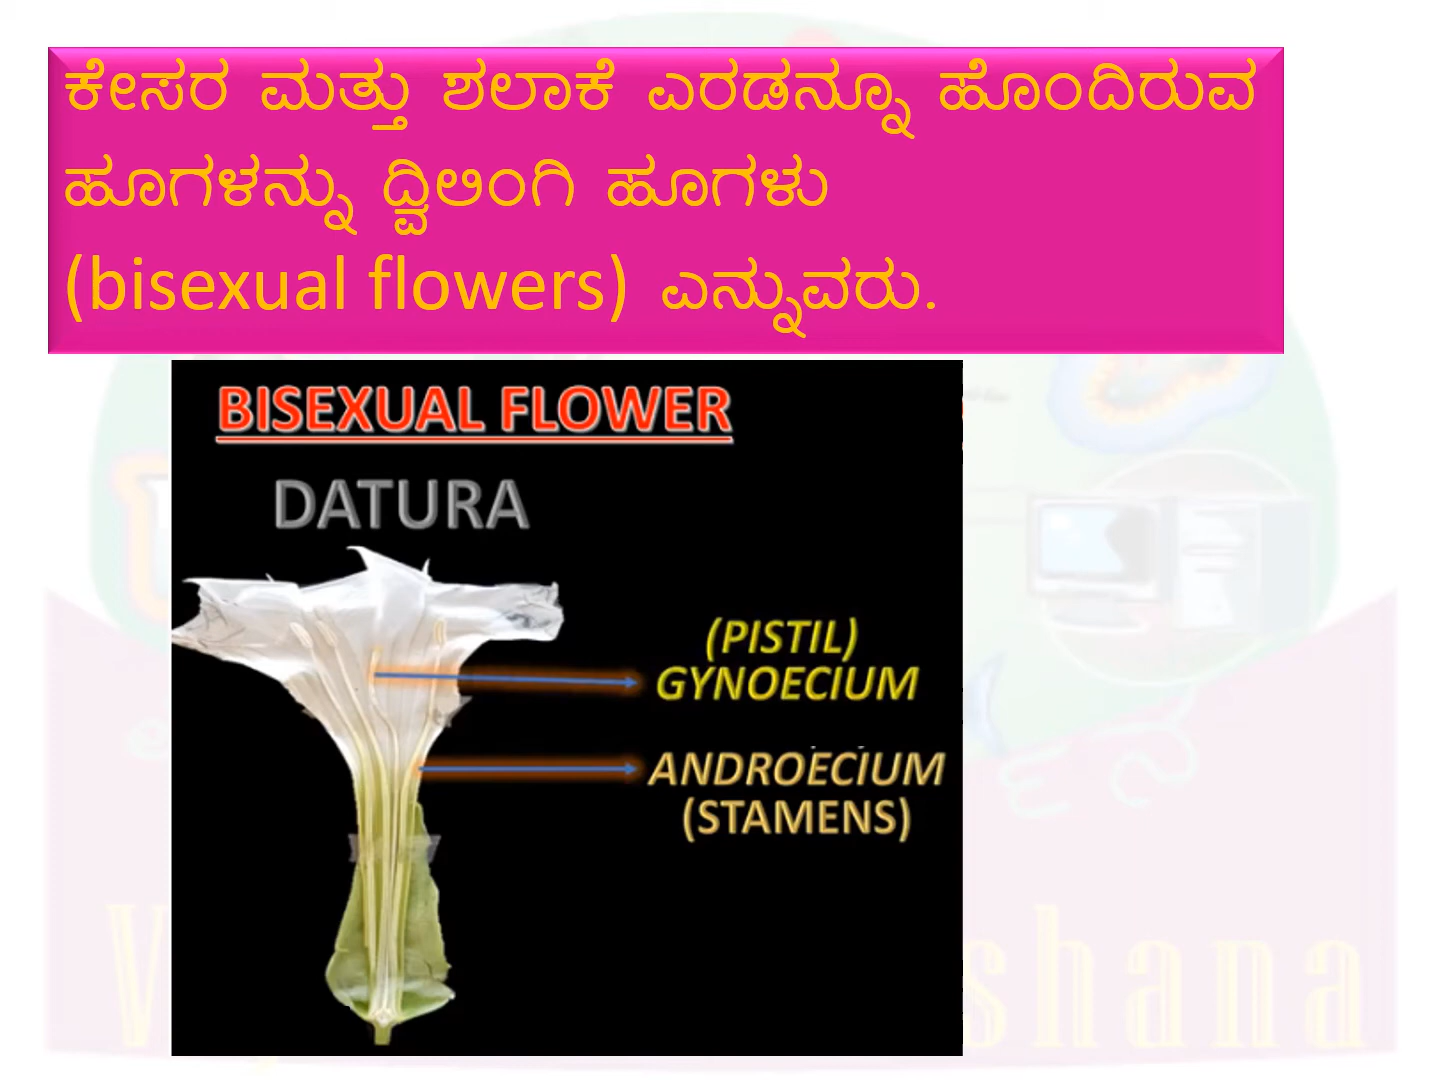 ಕೇಸರ ಮತ್ತು ಶಲಾಕೆ ಎರಡನ್ನೂ ಹೊಂದಿರುವ
ಹೂಗಳನ್ನು ದ್ವಿಲಿಂಗಿ ಹೂಗಳು
(bisexual flowers) ಎನ್ನುವರು.
BISEXUAL FLOWER
DATURA
(PISTIL)
GYNOECIUM
ANDROECIUM
(STAMENS)